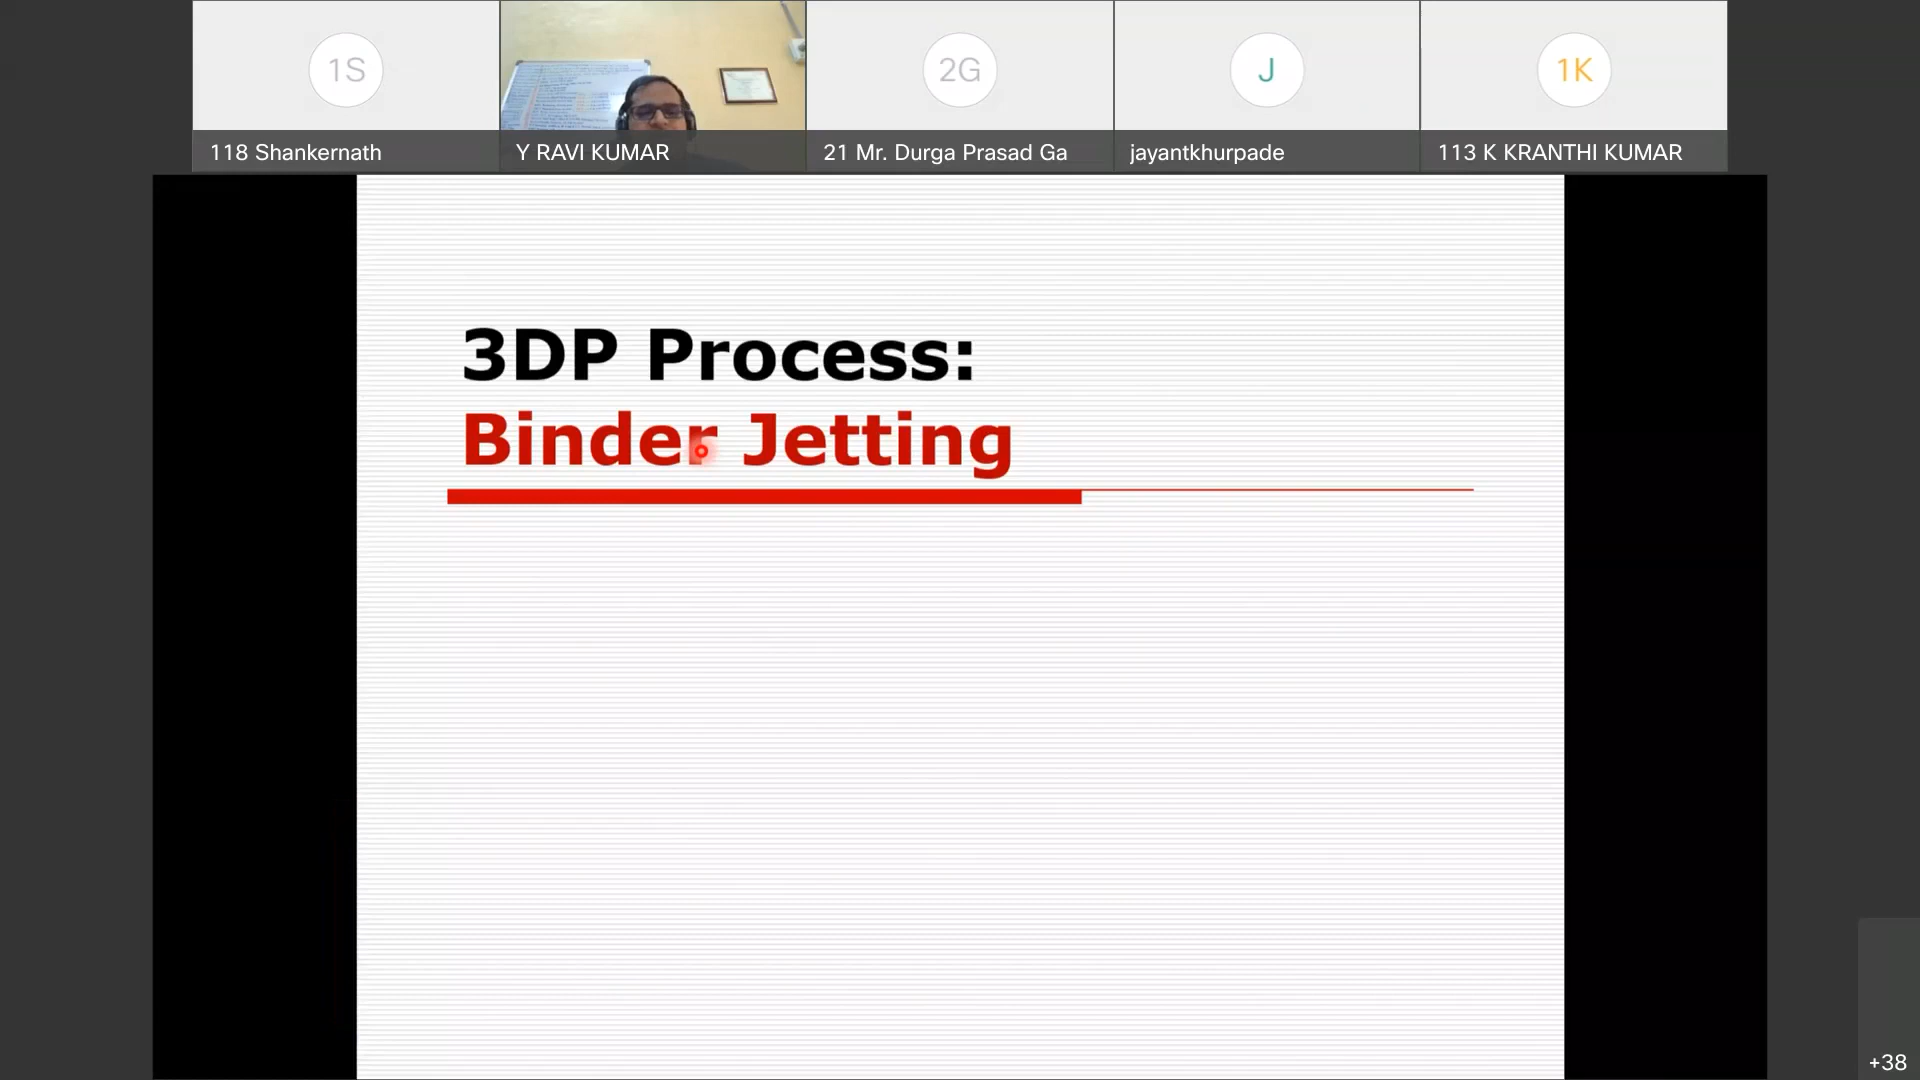 1S
2G
J
1K
118 Shankernath
Y RAVI KUMAR
21 Mr. Durga Prasad Ga
jayantkhurpade
113 K KRANTHI KUMAR
3DP Process:
Binder Jetting
+38